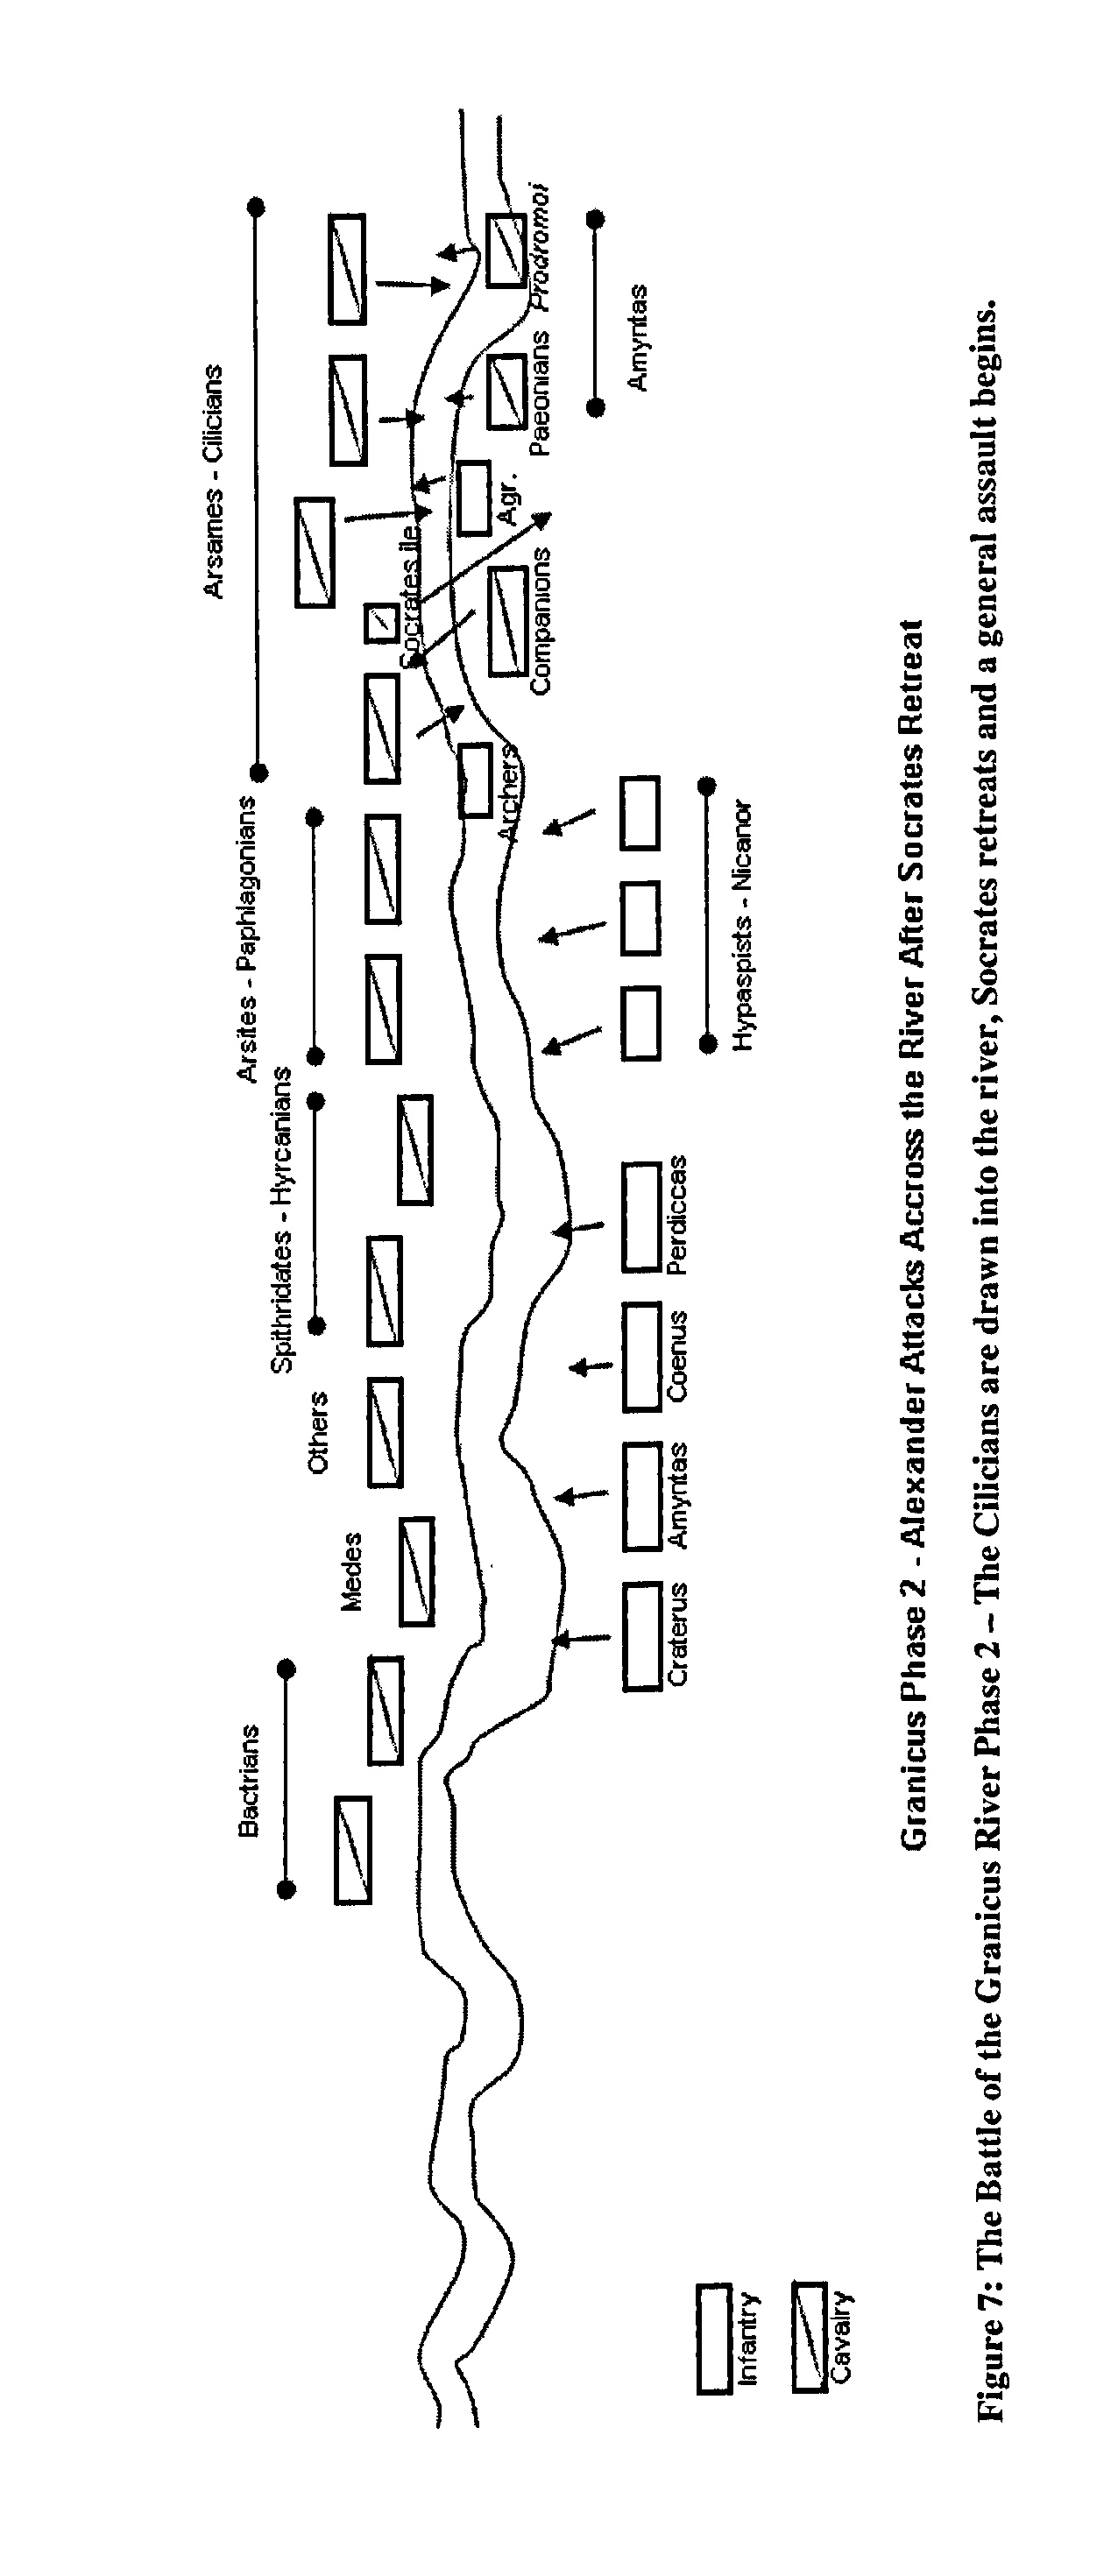 Bactrians
Medes
Others
Spithridates - Hyrcanians
Arsites - Paphlagonians
Arsames - Cilicians
Socrates ile
Archers
Companions
Agr.
Paeonians
Prodromoi
Amyntas
Craterus
Amyntas
Coenus
Perdiccas
Hypaspists - Nicanor
Infantry
Cavalry
Granicus Phase 2 - Alexander Attacks Accross the River After Socrates Retreat
Figure 7: The Battle of the Granicus River Phase 2 – The Cilicians are drawn into the river, Socrates retreats and a general assault begins.